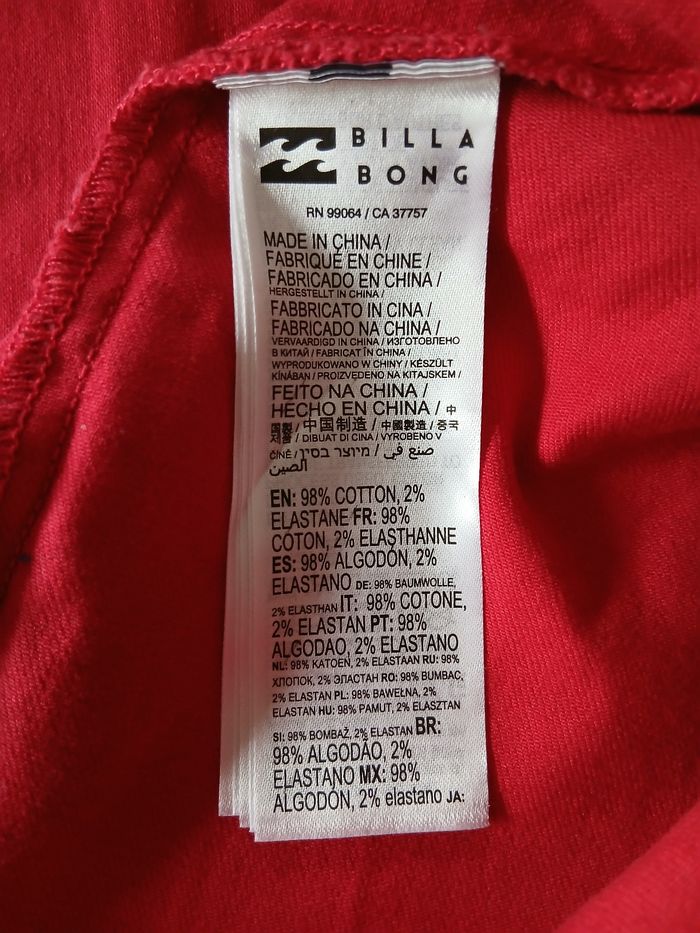 BILLA
BONG
RN 99064 / CA 37757
MADE IN CHINA /
FABRIQUÉ EN CHINE /
FABRICADO EN CHINA /
HERGESTELLT IN CHINA /
FABBRICATO IN CINA /
FABRICADO NA CHINA /
VERVAARDIGD IN CHINA / ИЗГОТОВЛЕНО
В КИТАЙ / FABRICAT ÎN CHINA /
WYPRODUKOWANO W CHINY / KÉSZÜLT
KÍNÁBAN / PROIZVEDENO NA KITAJSKEM /
FEITO NA CHINA /
HECHO EN CHINA / 中
国製 / 中国制造 / 中國製造 / 중국
제품 / DIBUAT DI CINA / VYROBENO V
ČÍNĚ / מיוצר בסין / صنع في
الصين
EN: 98% COTTON, 2%
ELASTANE FR: 98%
COTON, 2% ELASTHANNE
ES: 98% ALGODÓN, 2%
ELASTANO DE: 98% BAUMWOLLE,
2% ELASTHAN IT: 98% COTONE,
2% ELASTAN PT: 98%
ALGODAO, 2% ELASTANO
NL: 98% KATOEN, 2% ELASTAAN RU: 98%
ХЛОПОК, 2% ЭЛАСТАН RO: 98% BUMBAC,
2% ELASTAN PL: 98% BAWEŁNA, 2%
ELASTAN HU: 98% PAMUT, 2% ELASZTAN
SI: 98% BOMBAŽ, 2% ELASTAN BR:
98% ALGODÃO, 2%
ELASTANO MX: 98%
ALGODÓN, 2% elastano JA: